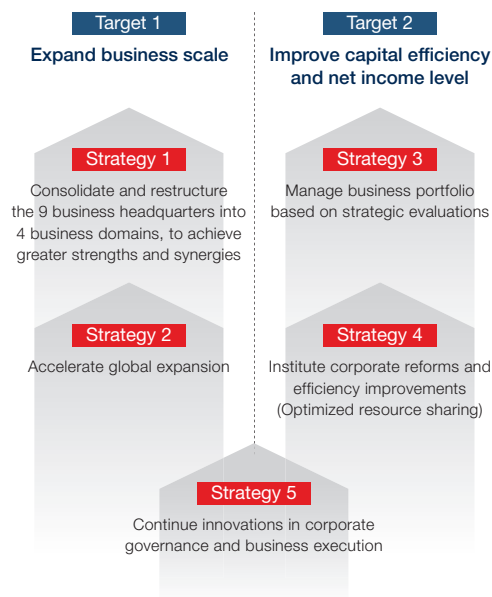 Target 1
Expand business scale
Target 2
Improve capital efficiency
and net income level
Strategy 1
Consolidate and restructure
the 9 business headquarters into
4 business domains, to achieve
greater strengths and synergies
Strategy 3
Manage business portfolio
based on strategic evaluations
Strategy 2
Accelerate global expansion
Strategy 4
Institute corporate reforms and
efficiency improvements
(Optimized resource sharing)
Strategy 5
Continue innovations in corporate
governance and business execution